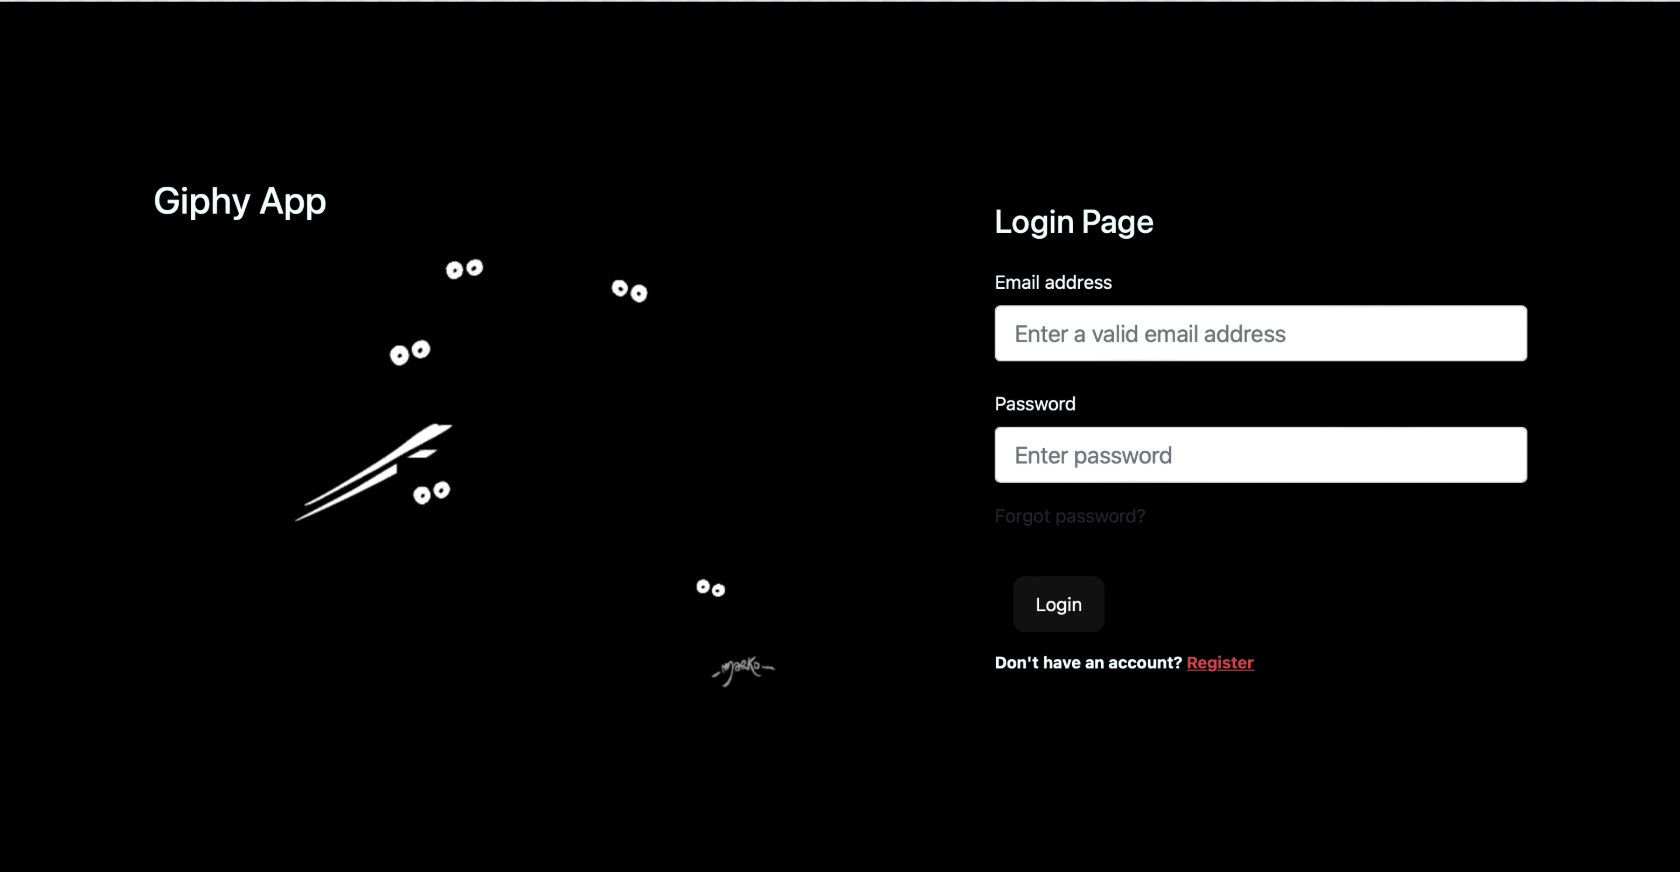 Giphy App
-marko-
Login Page
Email address
Enter a valid email address
Password
Enter password
Forgot password?
Login
Don't have an account? Register